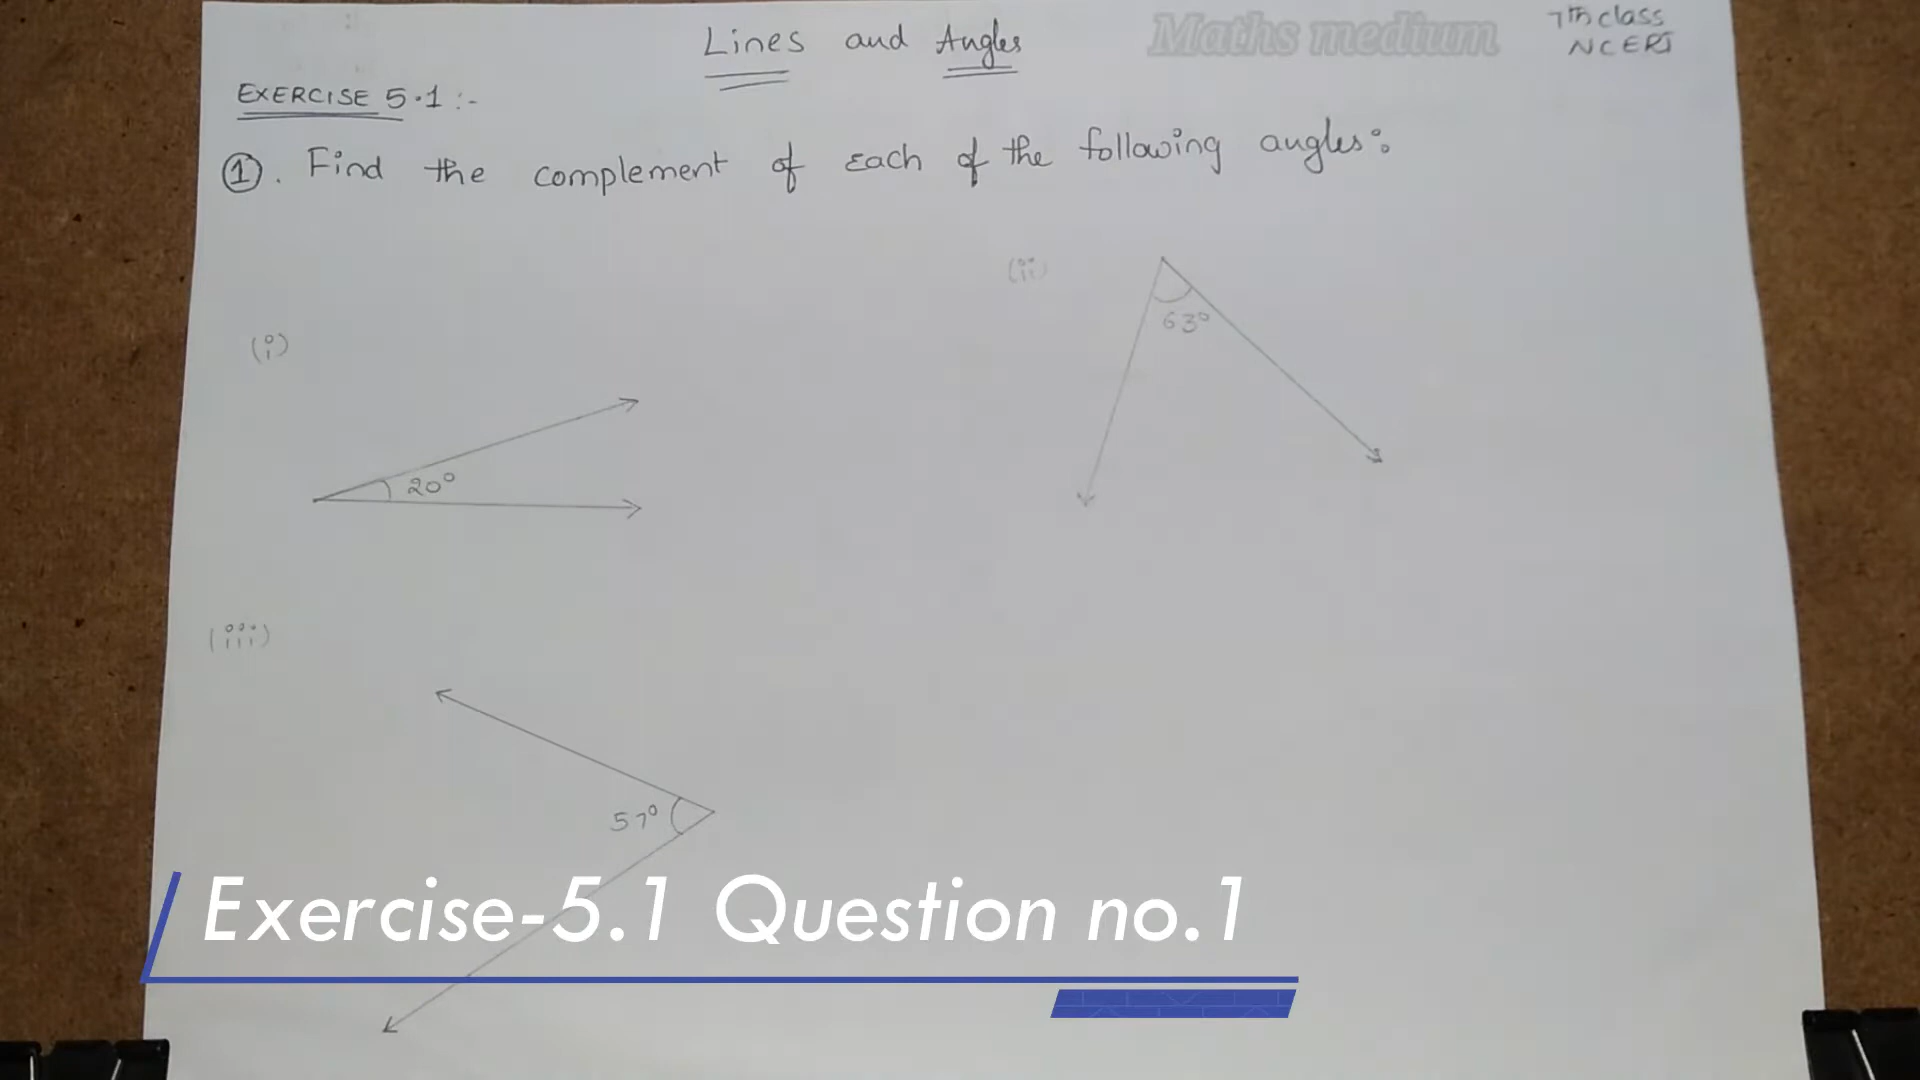 Lines and Angles
Maths medium
7th class
NCERT
EXERCISE 5.1 :-
①. Find the complement of Each of the following angles:
(i)
20°
(ii)
63°
(iii)
57°
Exercise-5.1 Question no.1